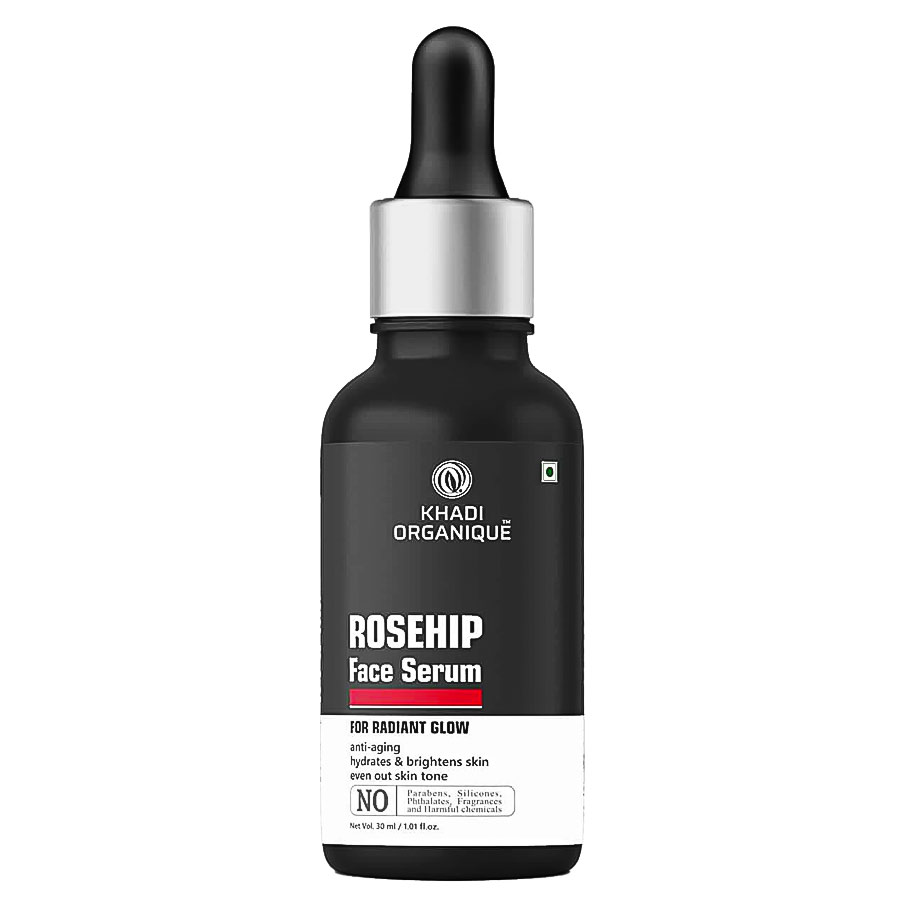 KHADI
ORGANIQUE™
ROSEHIP
Face Serum
FOR RADIANT GLOW
anti-aging
hydrates & brightens skin
even out skin tone
NO
Parabens, Silicones,
Phthalates, Fragrances
and Harmful chemicals
Net Vol. 30 ml / 1.01 fl.oz.